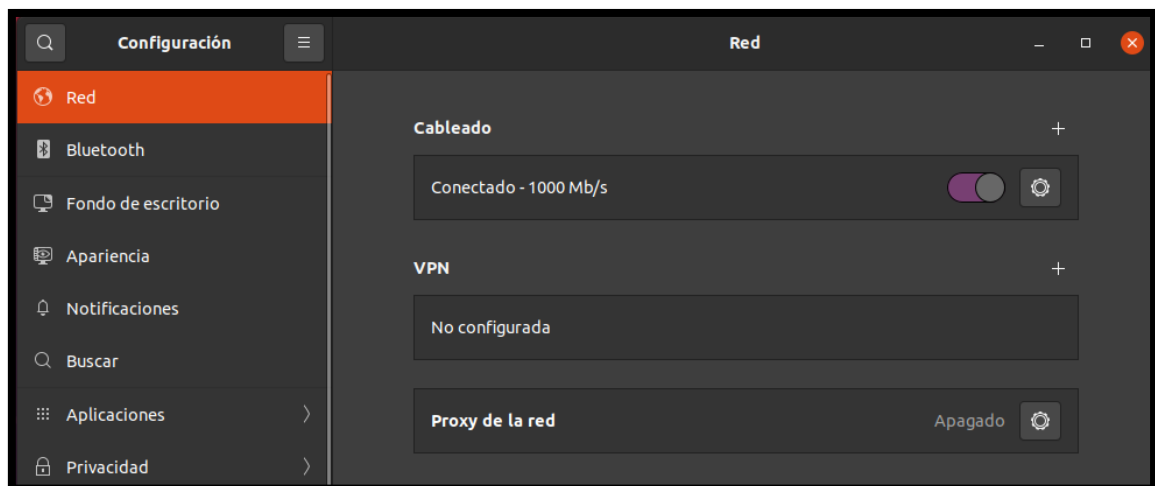 Configuración
Red
Red
Bluetooth
Fondo de escritorio
Apariencia
Notificaciones
Buscar
Aplicaciones
Privacidad
Cableado
Conectado - 1000 Mb/s
VPN
No configurada
Proxy de la red Apagado